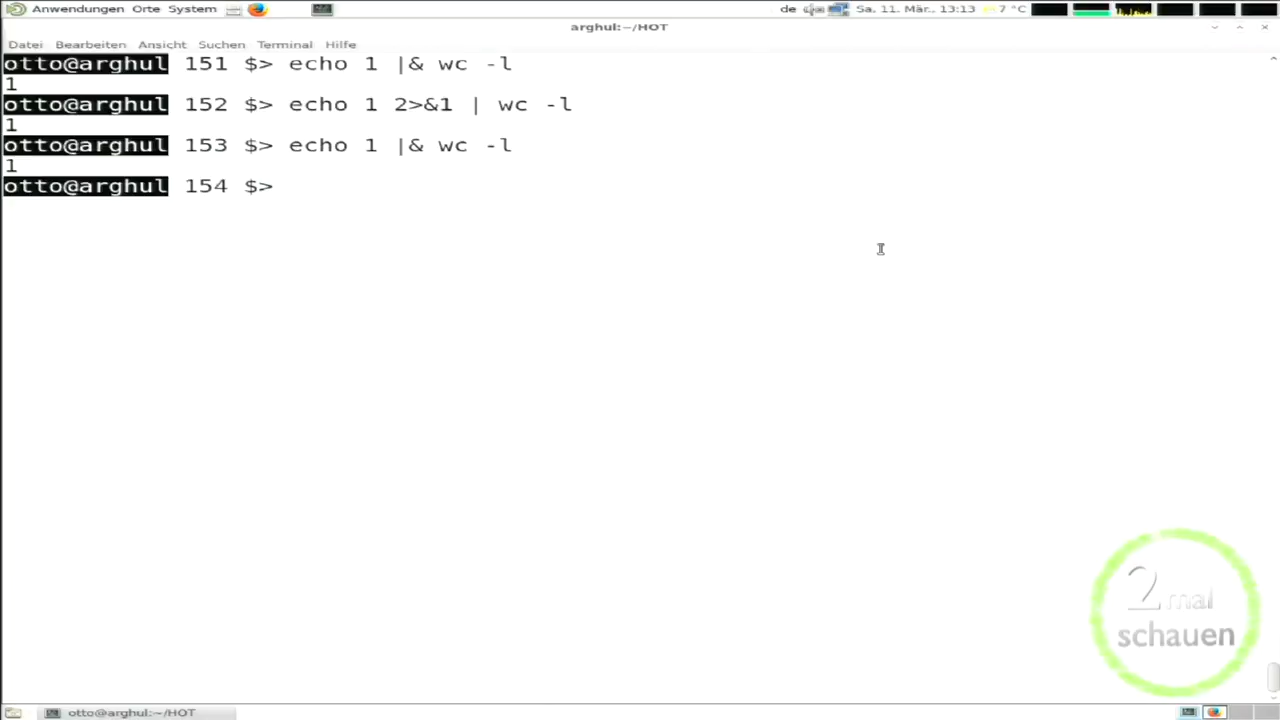 Anwendungen Orte System
de Sa. 11. Mär., 13:13 7 °C
arghul:~/HOT
Datei Bearbeiten Ansicht Suchen Terminal Hilfe
otto@arghul 151 $> echo 1 |& wc -l
1
otto@arghul 152 $> echo 1 2>&1 | wc -l
1
otto@arghul 153 $> echo 1 |& wc -l
1
otto@arghul 154 $>
2 mal
schauen
otto@arghul:~/HOT